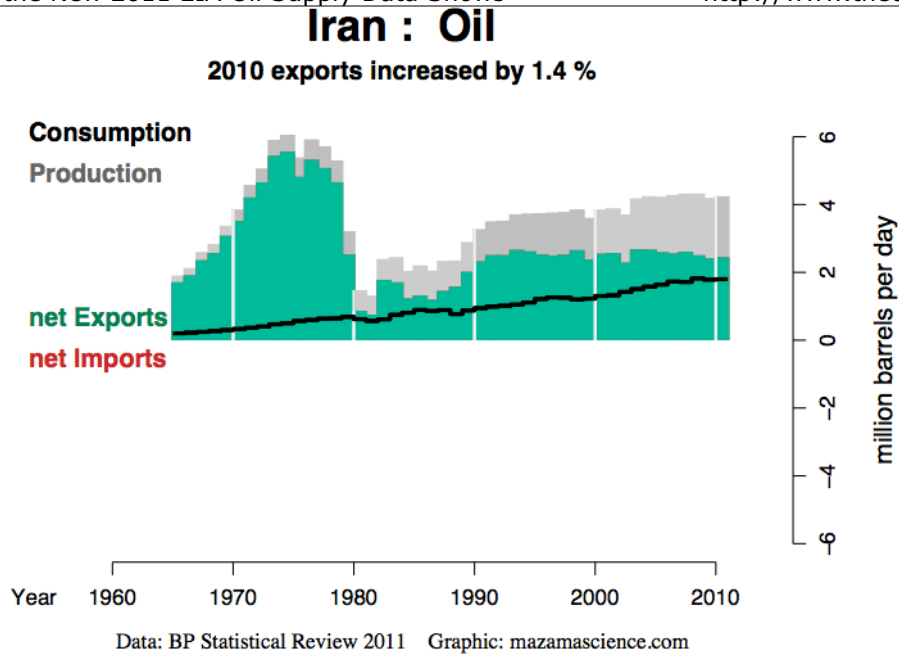 Iran : Oil
2010 exports increased by 1.4 %
Consumption
Production
net Exports
net Imports
6
4
2
0
−2
−4
−6
million barrels per day
Year 1960 1970 1980 1990 2000 2010
Data: BP Statistical Review 2011 Graphic: mazamascience.com